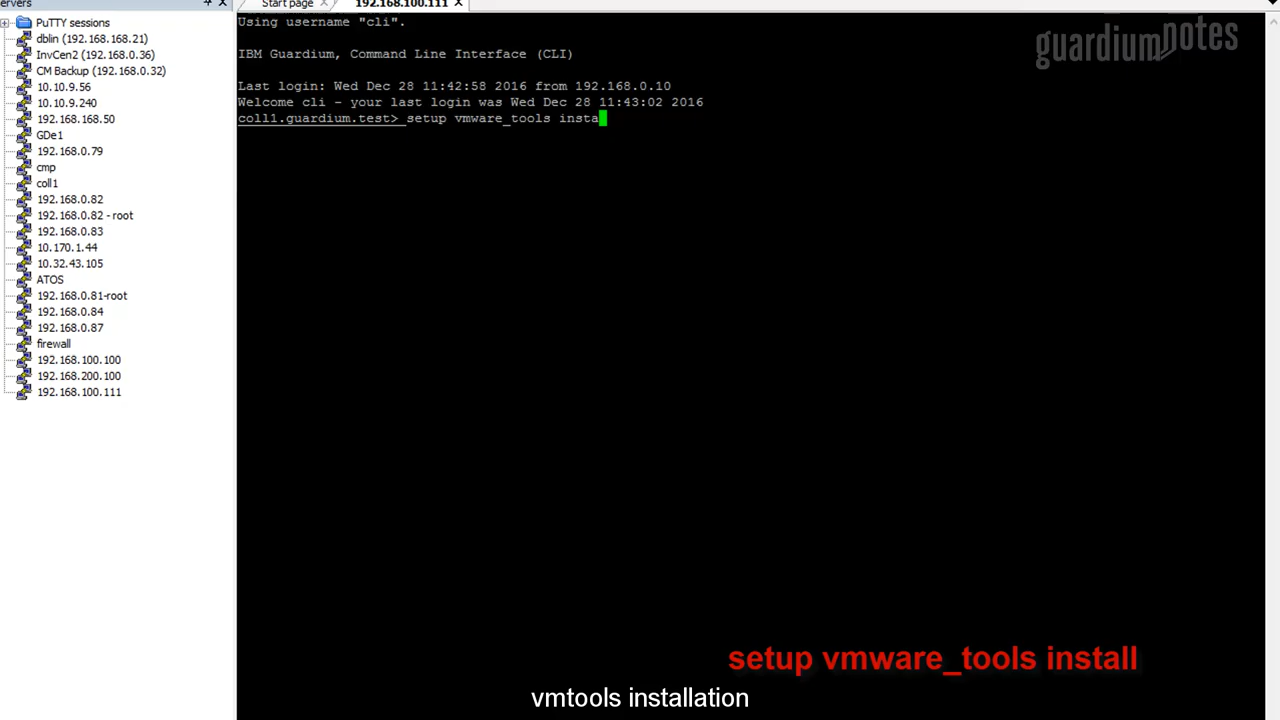 ervers
Start page
192.168.100.111
PuTTY sessions
dblin (192.168.168.21)
InvCen2 (192.168.0.36)
CM Backup (192.168.0.32)
10.10.9.56
10.10.9.240
192.168.168.50
GDe1
192.168.0.79
cmp
coll1
192.168.0.82
192.168.0.82 - root
192.168.0.83
10.170.1.44
10.32.43.105
ATOS
192.168.0.81-root
192.168.0.84
192.168.0.87
firewall
192.168.100.100
192.168.200.100
192.168.100.111
Using username "cli".
IBM Guardium, Command Line Interface (CLI)
Last login: Wed Dec 28 11:42:58 2016 from 192.168.0.10
Welcome cli - your last login was Wed Dec 28 11:43:02 2016
coll1.guardium.test> setup vmware_tools insta
guardiumnotes
setup vmware_tools install
vmtools installation